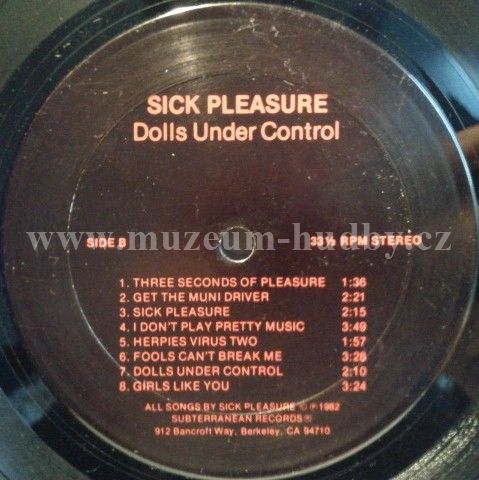 SICK PLEASURE
Dolls Under Control
www.muzeum-hudby.cz
SIDE B 33⅓ RPM STEREO
1. THREE SECONDS OF PLEASURE 1:36
2. GET THE MUNI DRIVER 2:21
3. SICK PLEASURE 2:15
4. I DON'T PLAY PRETTY MUSIC 3:49
5. HERPIES VIRUS TWO 1:57
6. FOOLS CAN'T BREAK ME 3:28
7. DOLLS UNDER CONTROL 2:10
8. GIRLS LIKE YOU 3:24
ALL SONGS BY SICK PLEASURE © ℗ 1982
SUBTERRANEAN RECORDS®
912 Bancroft Way, Berkeley, CA 94710